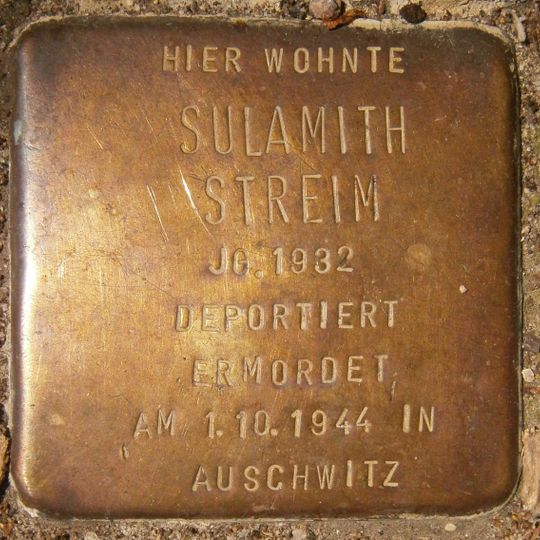 HIER WOHNTE
SULAMITH
STREIM
JG. 1932
DEPORTIERT
ERMORDET
AM 1.10.1944 IN
AUSCHWITZ